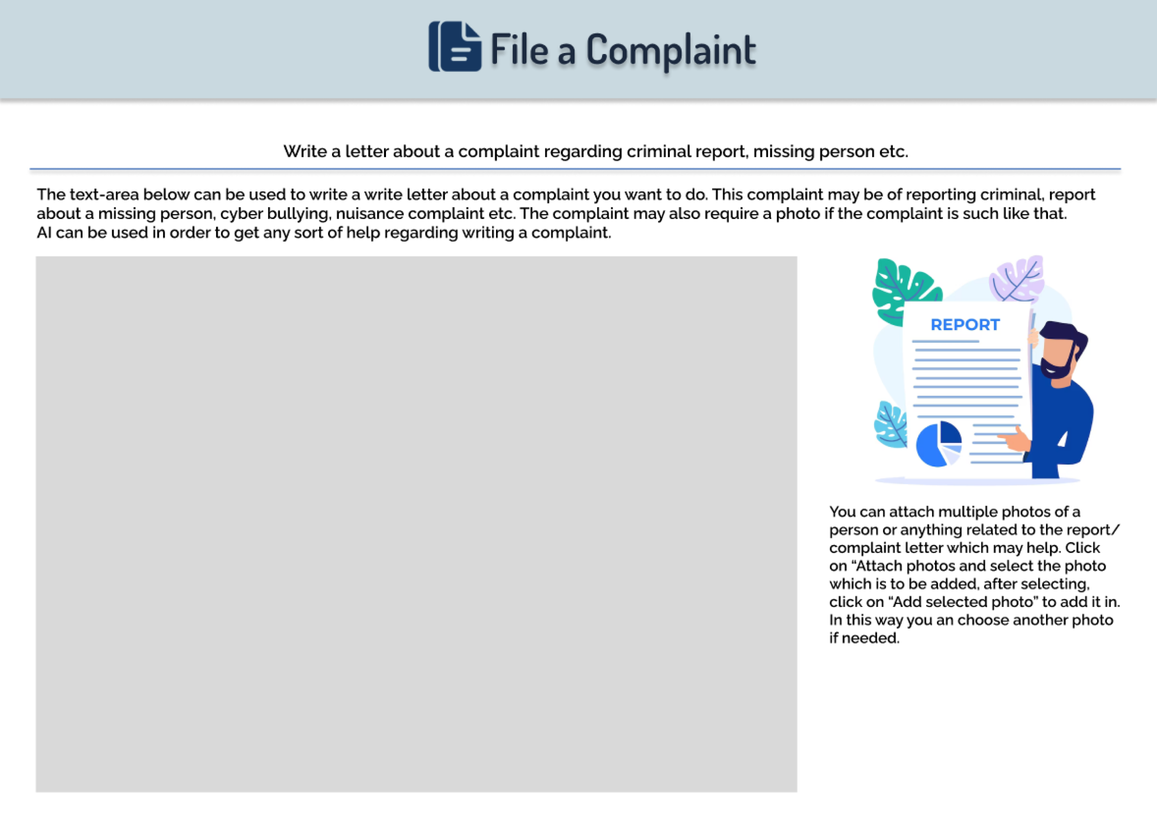 File a Complaint
Write a letter about a complaint regarding criminal report, missing person etc.
The text-area below can be used to write a write letter about a complaint you want to do. This complaint may be of reporting criminal, report
about a missing person, cyber bullying, nuisance complaint etc. The complaint may also require a photo if the complaint is such like that.
AI can be used in order to get any sort of help regarding writing a complaint.
REPORT
You can attach multiple photos of a
person or anything related to the report/
complaint letter which may help. Click
on “Attach photos and select the photo
which is to be added, after selecting,
click on “Add selected photo” to add it in.
In this way you an choose another photo
if needed.